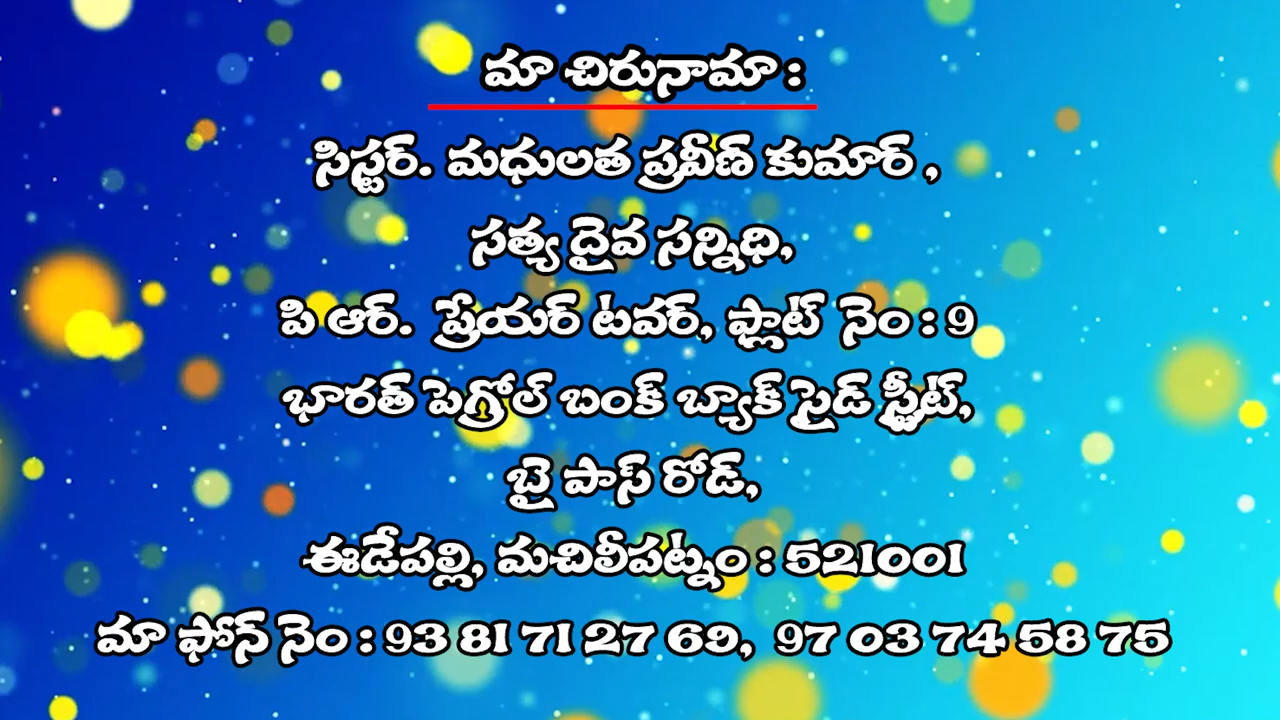 మా చిరునామా :
సిస్టర్. మధులత ప్రవీణ్ కుమార్ ,
సత్య దైవ సన్నిధి,
పి ఆర్. ప్రేయర్ టవర్, ఫ్లాట్ నెం : 9
భారత్ పెగ్రోల్ బంక్ బ్యాక్ సైడ్ స్ట్రీట్,
బై పాస్ రోడ్,
ఈడేపల్లి, మచిలీపట్నం : 521001
మా ఫోన్ నెం : 93 81 71 27 69, 97 03 74 58 75